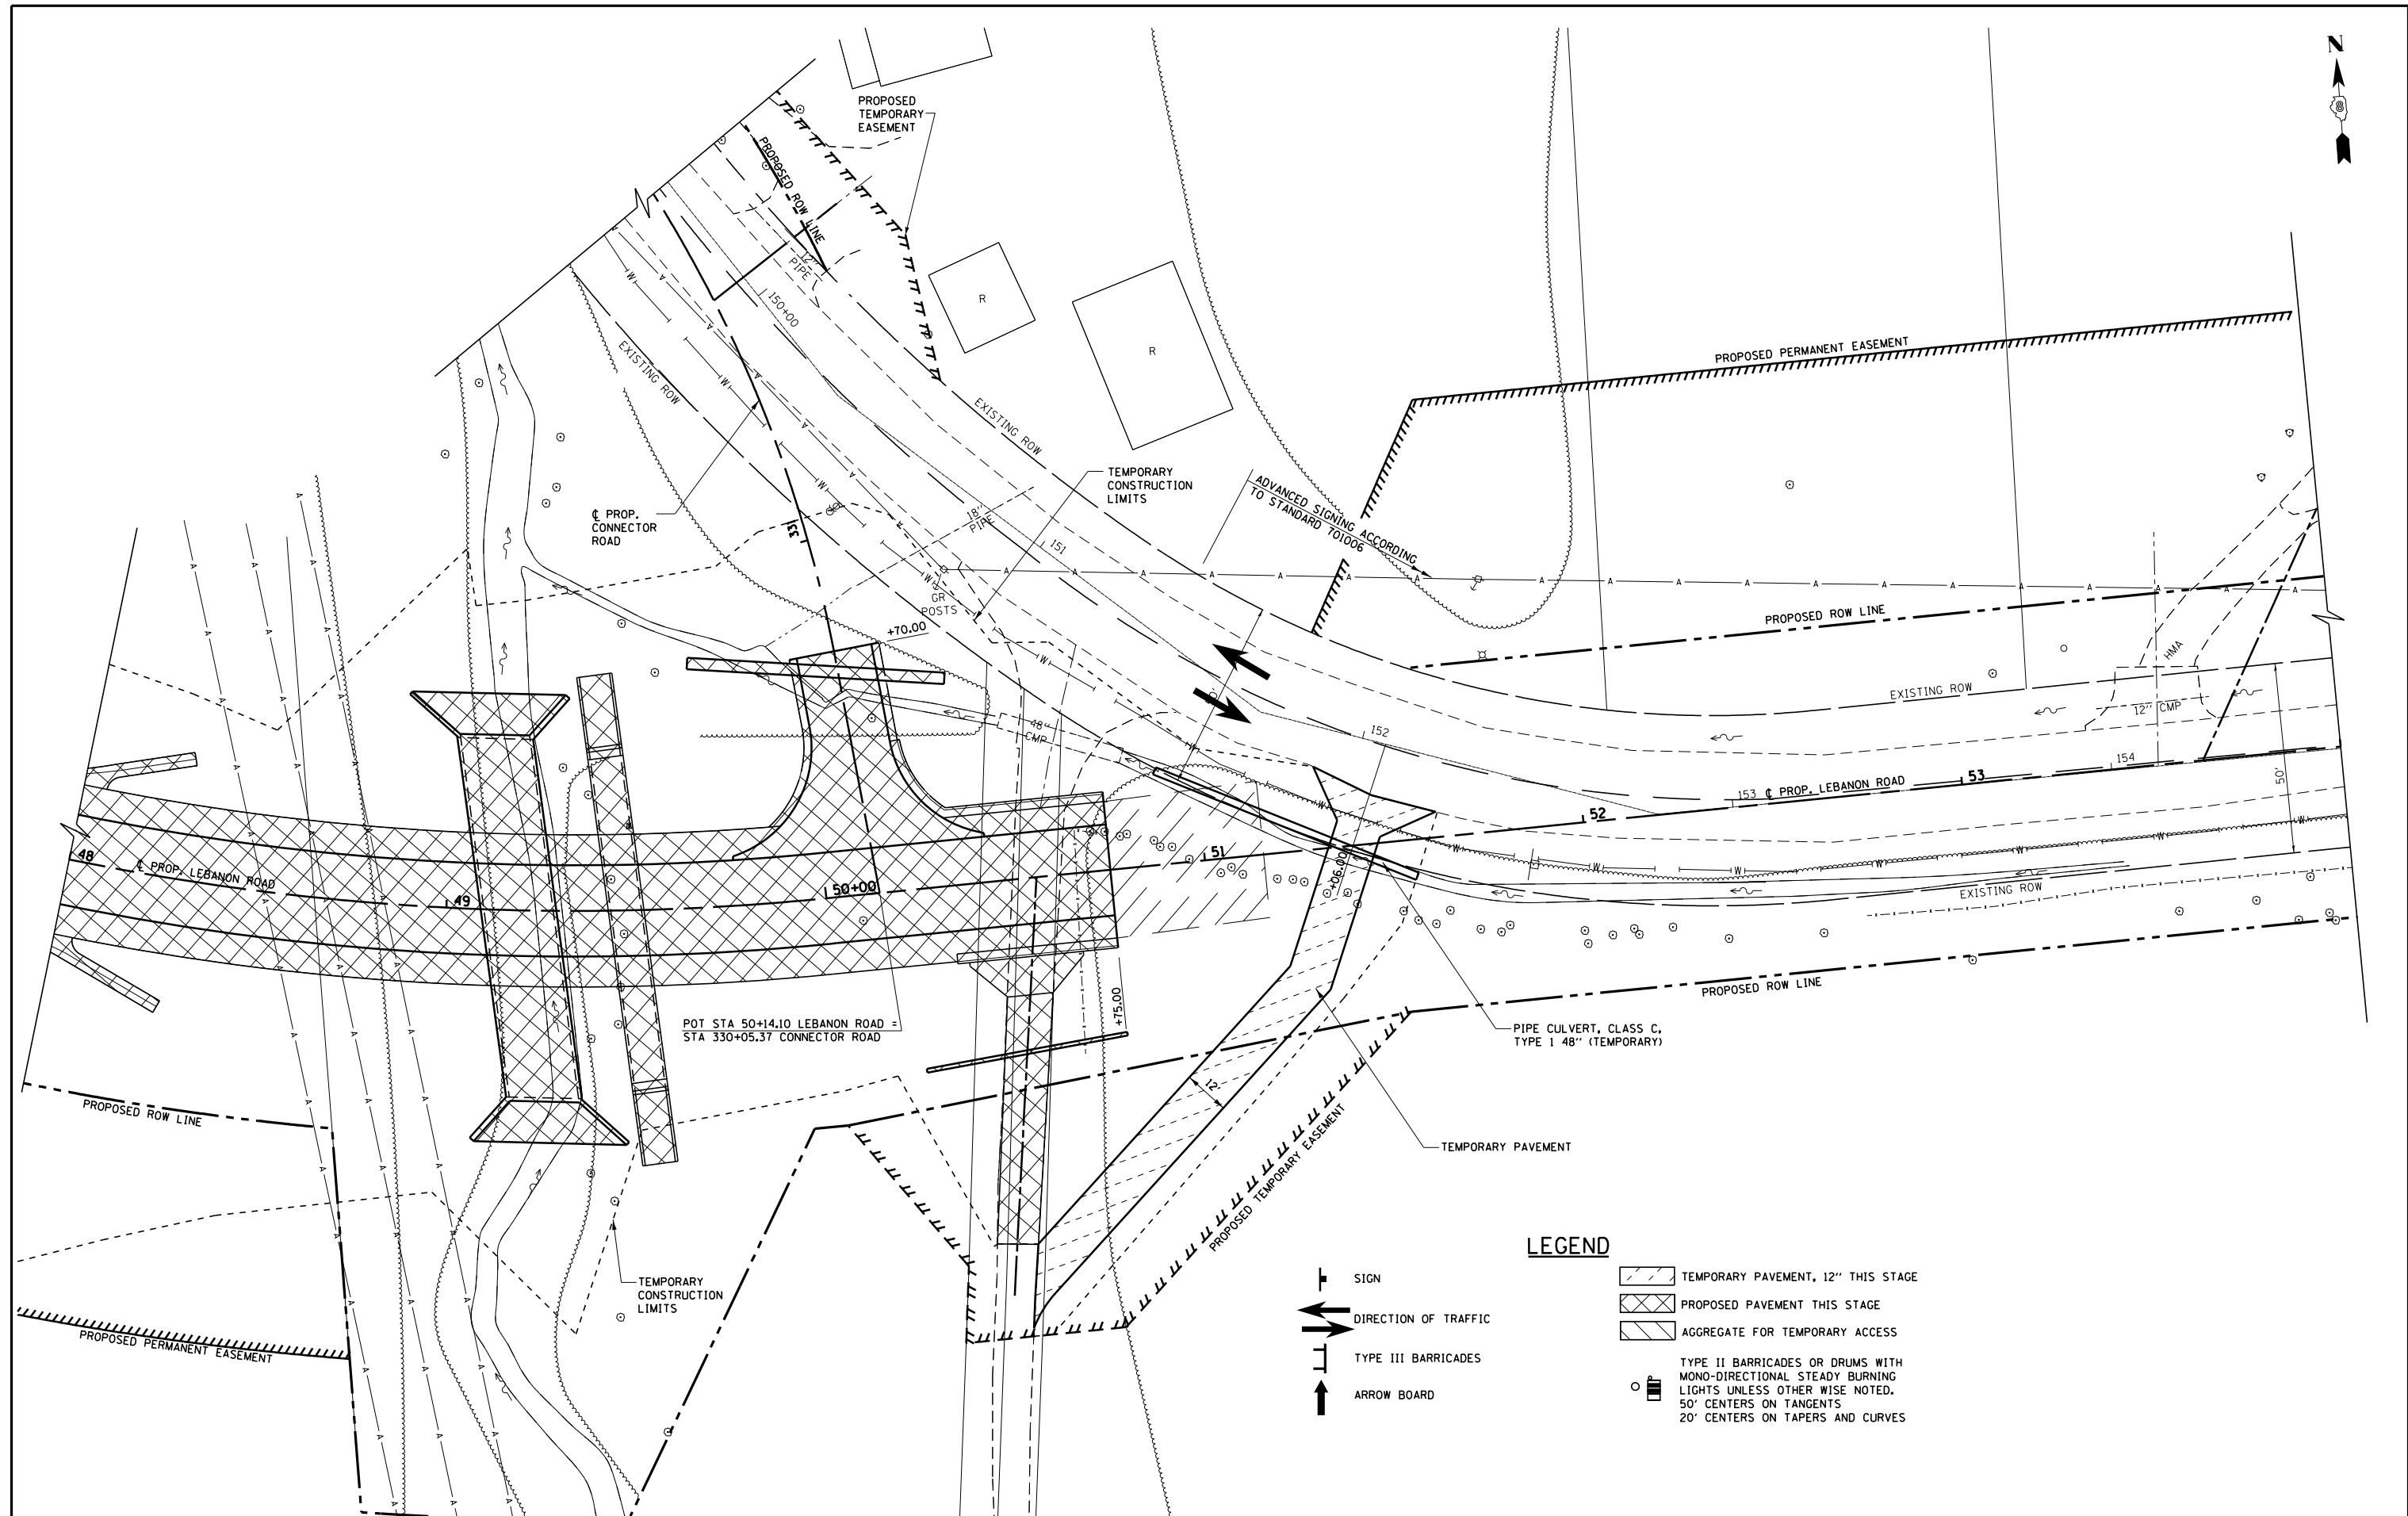 N
8
PROPOSED
TEMPORARY
EASEMENT
PROPOSED ROW LINE
12"
PIPE
150+00
R
R
EXISTING ROW
EXISTING ROW
PROPOSED PERMANENT EASEMENT
TEMPORARY
CONSTRUCTION
LIMITS
ADVANCED SIGNING ACCORDING
TO STANDARD 701006
℄ PROP.
CONNECTOR
ROAD
33
18"
PIPE
151
GR
POSTS
+70.00
PROPOSED ROW LINE
HMA
EXISTING ROW
12" CMP
48"
CMP
152
153
℄ PROP. LEBANON ROAD
53
154
50'
52
51
+06.00
48
℄ PROP. LEBANON ROAD
49
50+00
EXISTING ROW
PROPOSED ROW LINE
+75.00
POT STA 50+14.10 LEBANON ROAD =
STA 330+05.37 CONNECTOR ROAD
PIPE CULVERT, CLASS C,
TYPE 1 48" (TEMPORARY)
12'
PROPOSED ROW LINE
TEMPORARY PAVEMENT
PROPOSED TEMPORARY EASEMENT
TEMPORARY
CONSTRUCTION
LIMITS
PROPOSED PERMANENT EASEMENT
LEGEND
SIGN
DIRECTION OF TRAFFIC
TYPE III BARRICADES
ARROW BOARD
TEMPORARY PAVEMENT, 12" THIS STAGE
PROPOSED PAVEMENT THIS STAGE
AGGREGATE FOR TEMPORARY ACCESS
TYPE II BARRICADES OR DRUMS WITH
MONO-DIRECTIONAL STEADY BURNING
LIGHTS UNLESS OTHER WISE NOTED.
50' CENTERS ON TANGENTS
20' CENTERS ON TAPERS AND CURVES